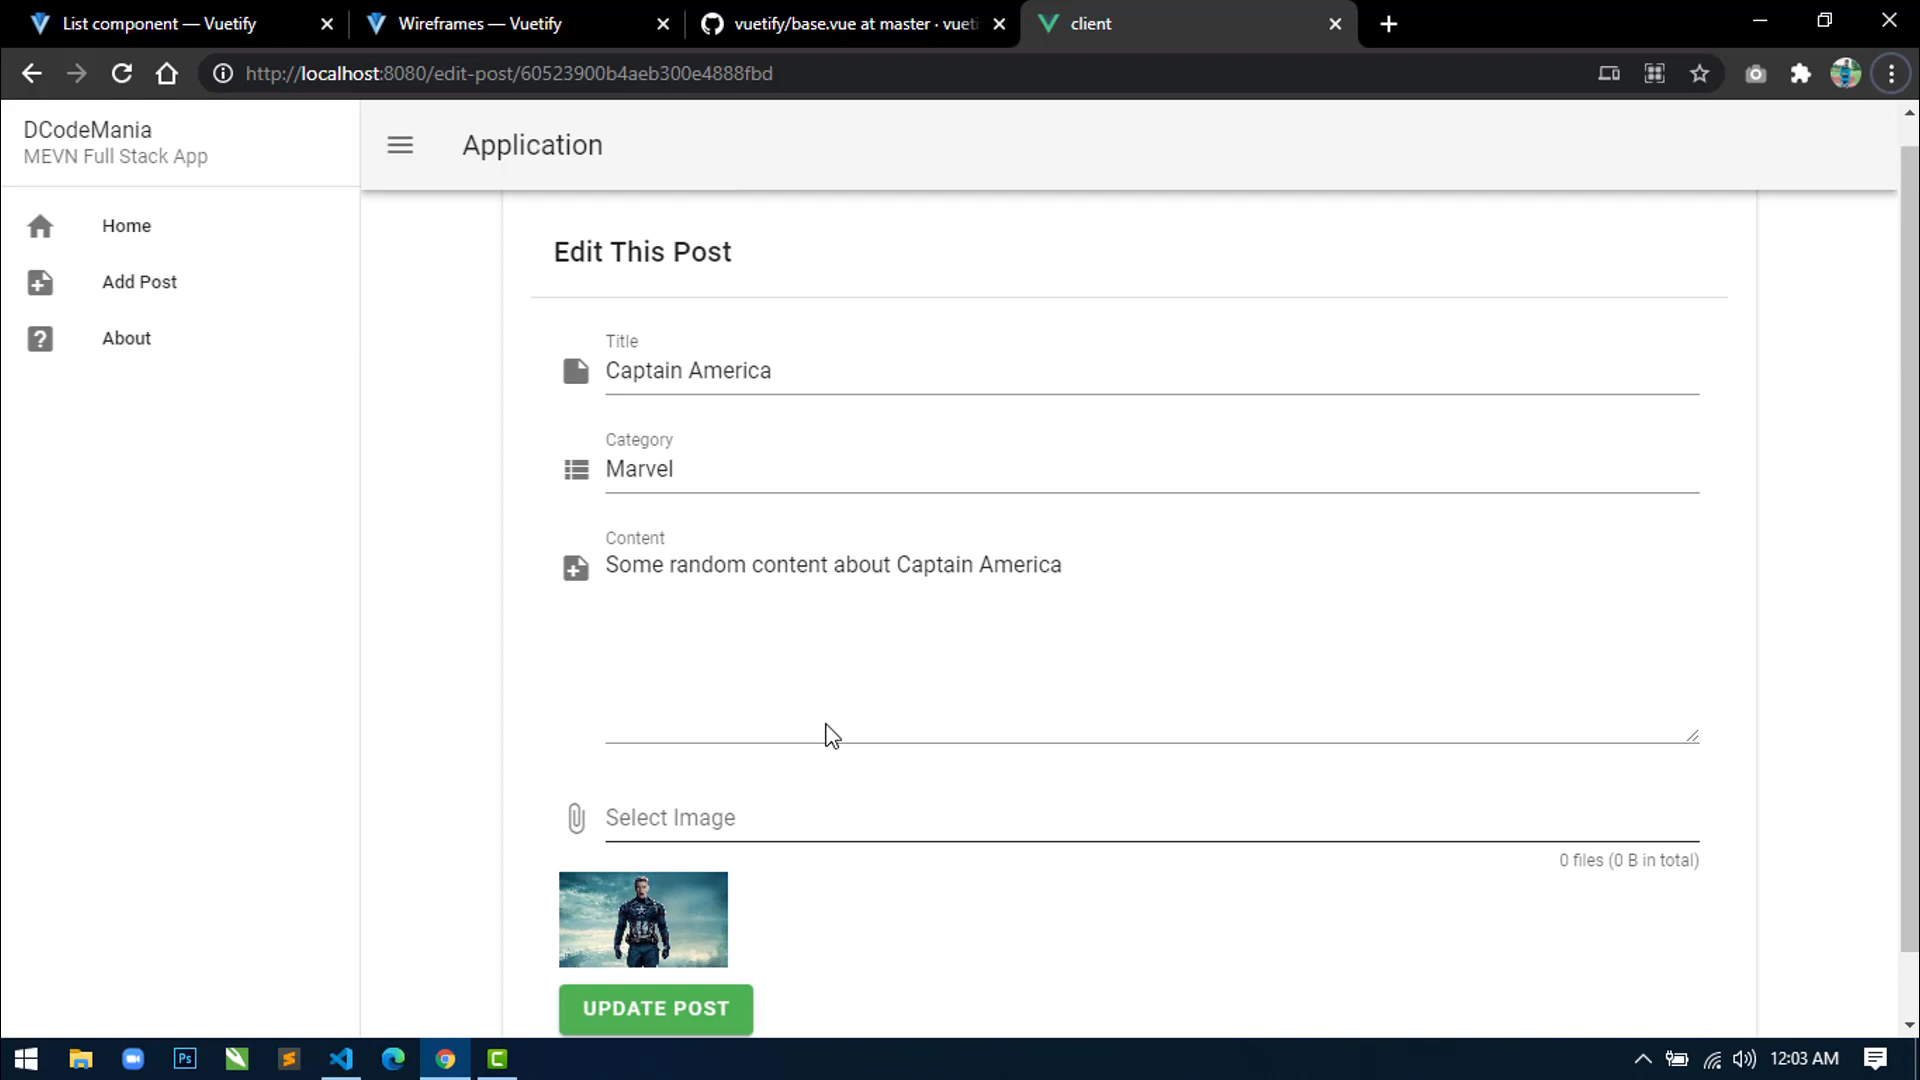 List component — Vuetify
Wireframes — Vuetify
vuetify/base.vue at master · vueti
client
http://localhost:8080/edit-post/60523900b4aeb300e4888fbd
DCodeMania
MEVN Full Stack App
Application
Home
Add Post
About
Edit This Post
Title
Captain America
Category
Marvel
Content
Some random content about Captain America
Select Image
0 files (0 B in total)
UPDATE POST
Ps
12:03 AM